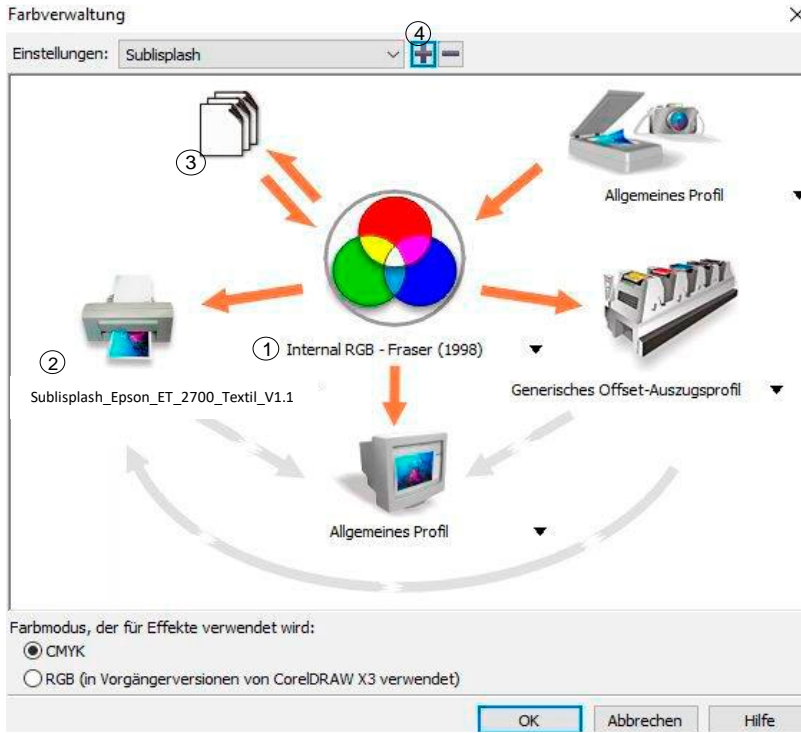 Farbverwaltung
Einstellungen: Sublisplash
4
3
Allgemeines Profil
1 Internal RGB - Fraser (1998)
2
Sublisplash_Epson_ET_2700_Textil_V1.1
Generisches Offset-Auszugsprofil
Allgemeines Profil
Farbmodus, der für Effekte verwendet wird:
CMYK
RGB (in Vorgängerversionen von CorelDRAW X3 verwendet)
OK Abbrechen Hilfe